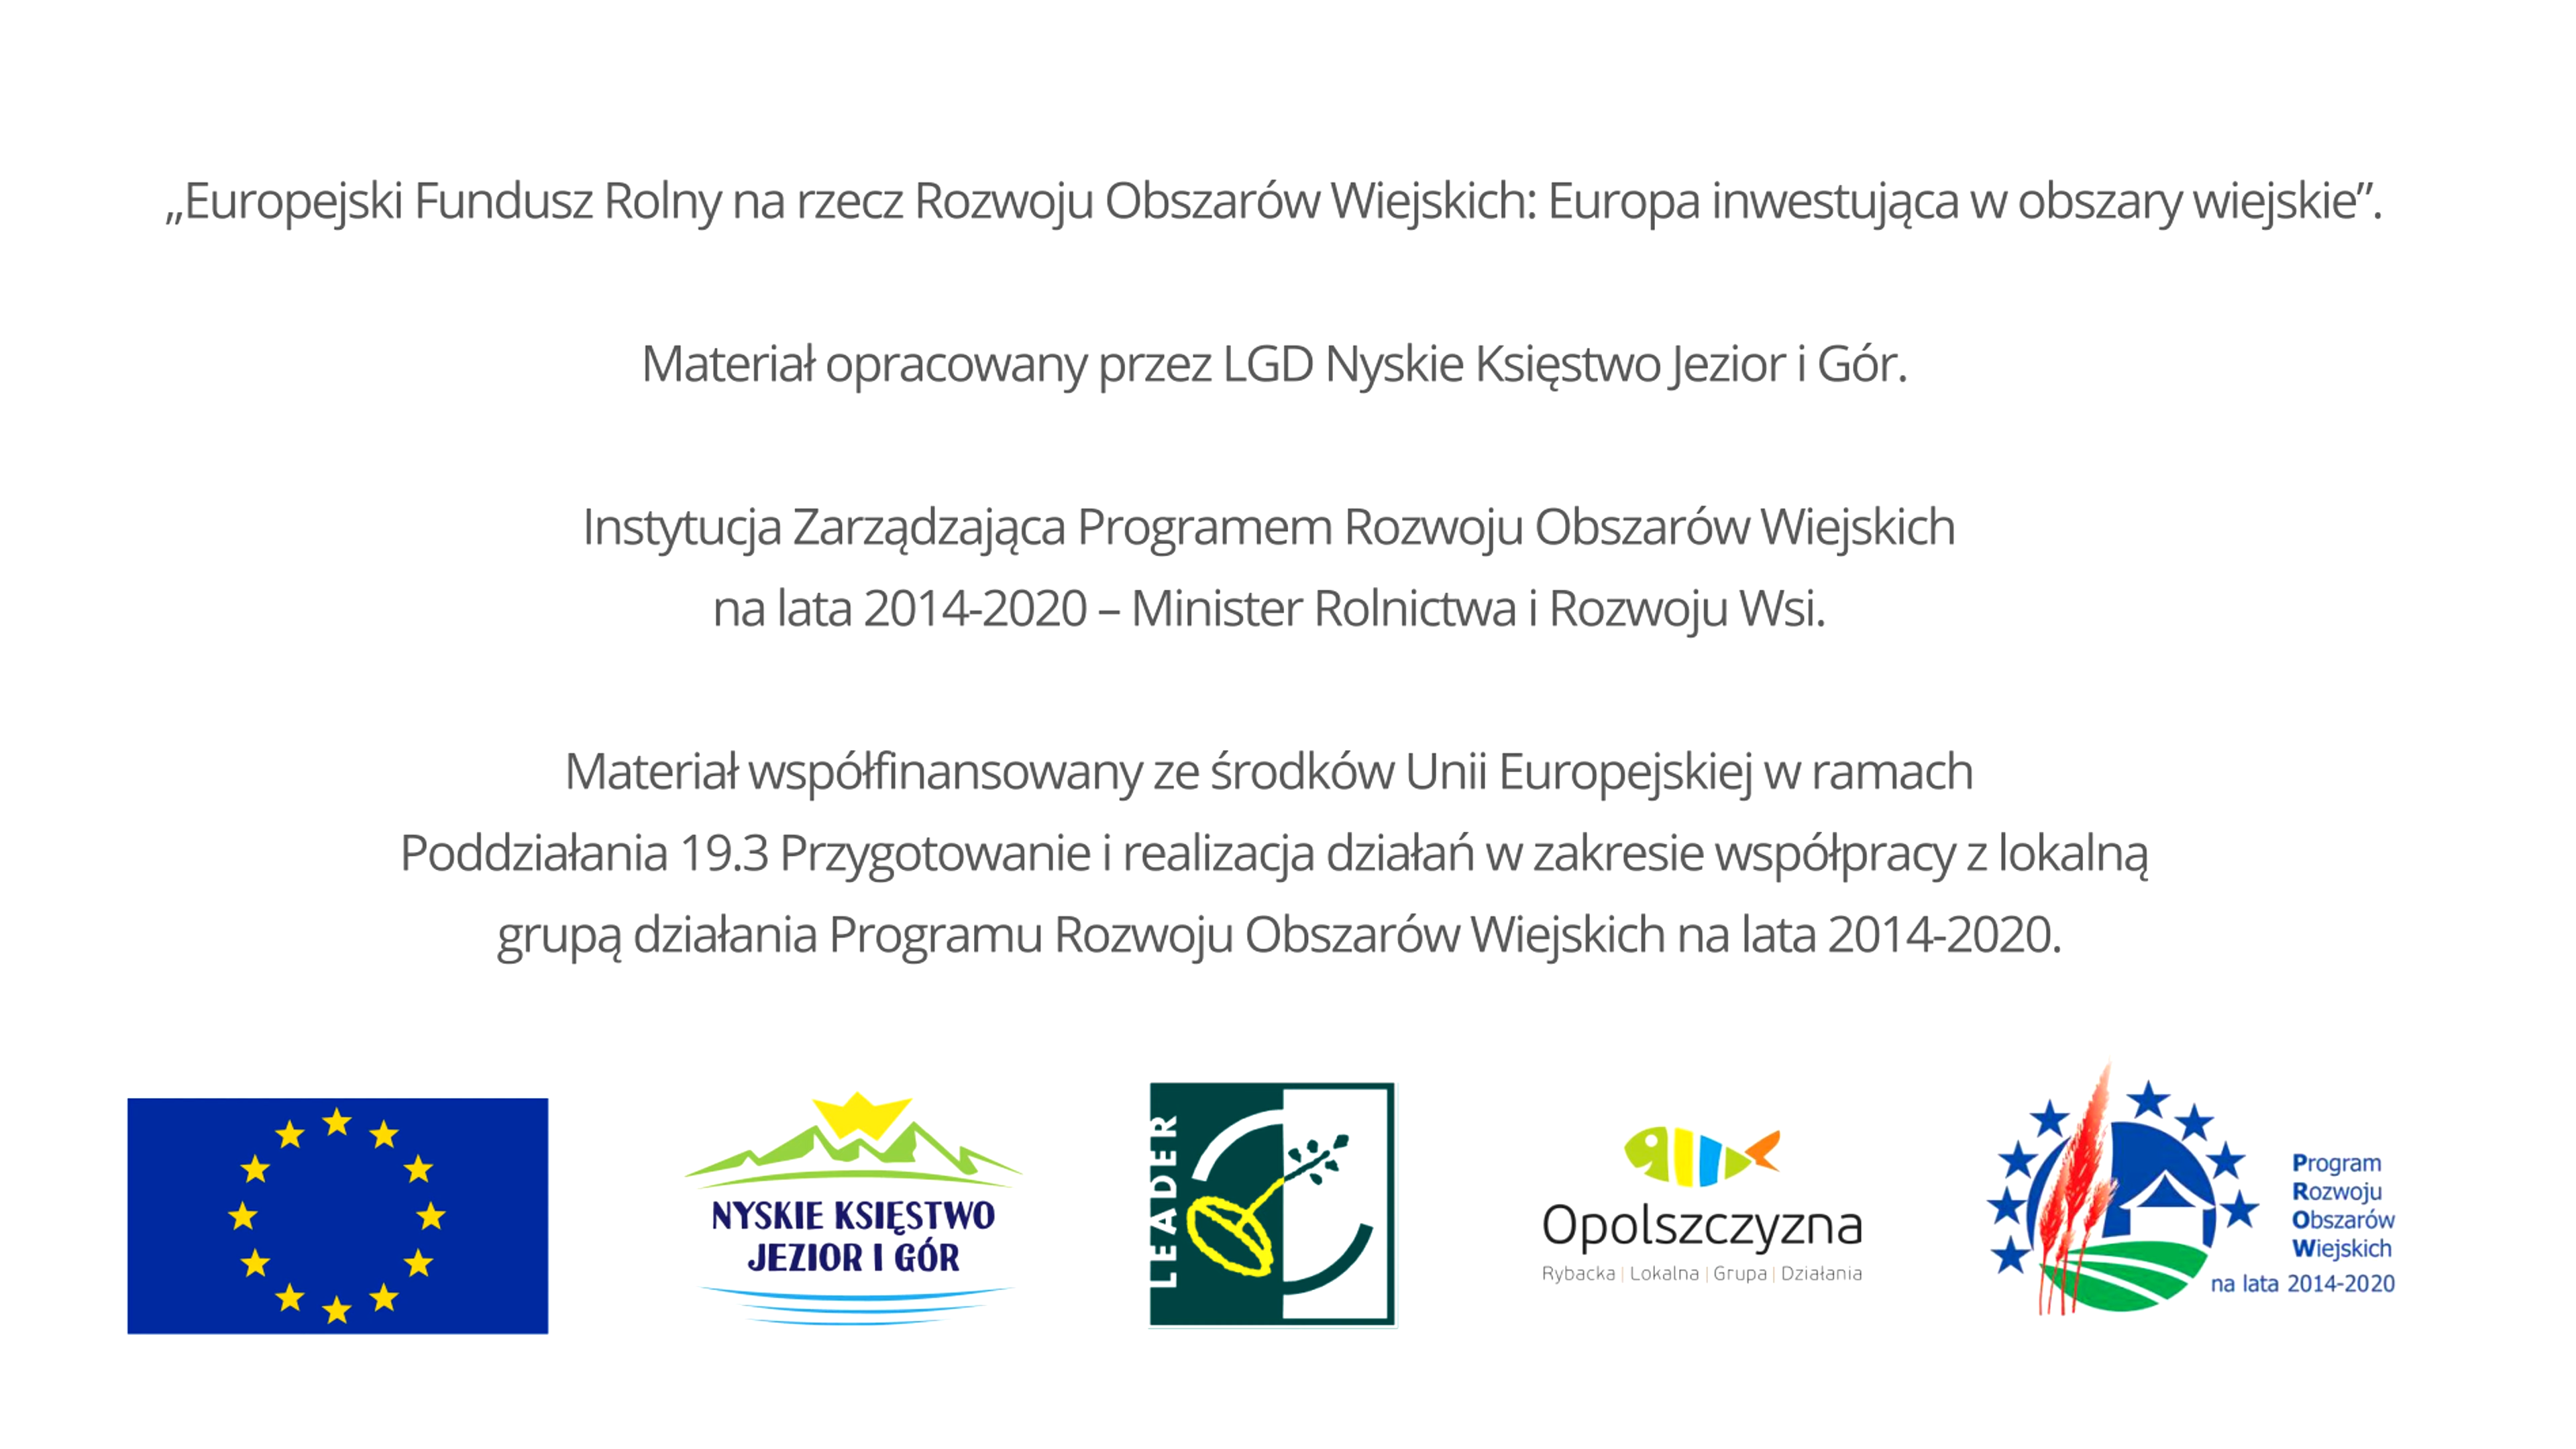 „Europejski Fundusz Rolny na rzecz Rozwoju Obszarów Wiejskich: Europa inwestująca w obszary wiejskie”.
Materiał opracowany przez LGD Nyskie Księstwo Jezior i Gór.
Instytucja Zarządzająca Programem Rozwoju Obszarów Wiejskich
na lata 2014-2020 – Minister Rolnictwa i Rozwoju Wsi.
Materiał współfinansowany ze środków Unii Europejskiej w ramach
Poddziałania 19.3 Przygotowanie i realizacja działań w zakresie współpracy z lokalną
grupą działania Programu Rozwoju Obszarów Wiejskich na lata 2014-2020.
NYSKIE KSIĘSTWO
JEZIOR I GÓR
LEADER
Opolszczyzna
Rybacka | Lokalna | Grupa | Działania
Program
Rozwoju
Obszarów
Wiejskich
na lata 2014-2020